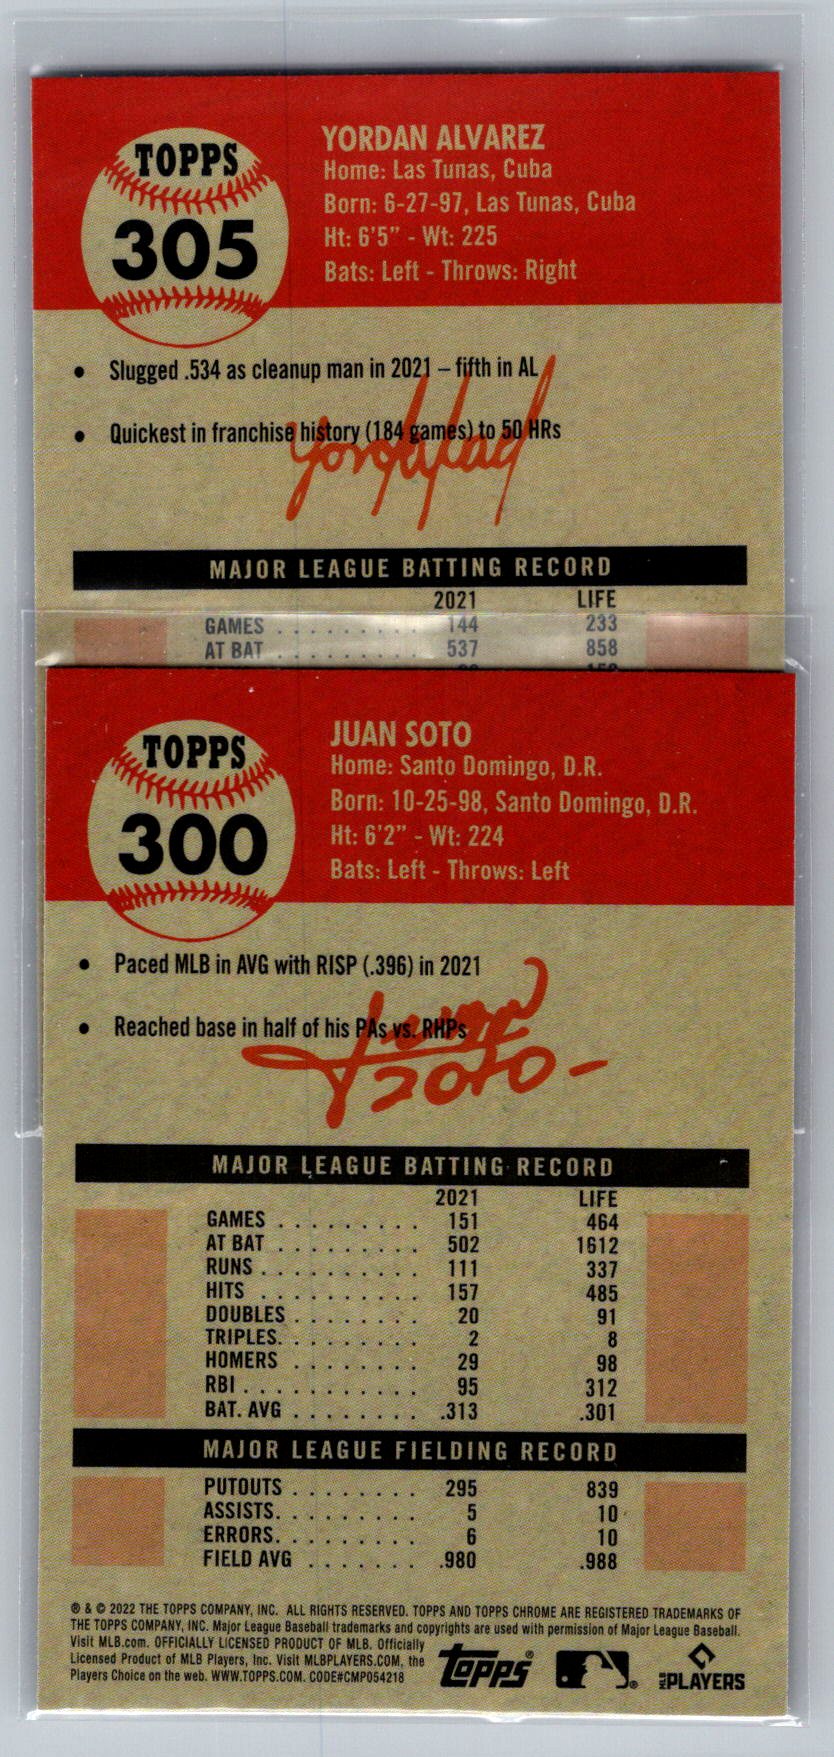 TOPPS
305
YORDAN ALVAREZ
Home: Las Tunas, Cuba
Born: 6-27-97, Las Tunas, Cuba
Ht: 6'5" - Wt: 225
Bats: Left - Throws: Right
• Slugged .534 as cleanup man in 2021 – fifth in AL
• Quickest in franchise history (184 games) to 50 HRs
MAJOR LEAGUE BATTING RECORD
2021 LIFE
GAMES . . . . . . . . . 144 233
AT BAT . . . . . . . . . 537 858
TOPPS
300
JUAN SOTO
Home: Santo Domingo, D.R.
Born: 10-25-98, Santo Domingo, D.R.
Ht: 6'2" - Wt: 224
Bats: Left - Throws: Left
• Paced MLB in AVG with RISP (.396) in 2021
• Reached base in half of his PAs vs. RHPs
Juan
Soto
MAJOR LEAGUE BATTING RECORD
2021 LIFE
GAMES . . . . . . . . . 151 464
AT BAT . . . . . . . . . 502 1612
RUNS . . . . . . . . . . 111 337
HITS . . . . . . . . . . 157 485
DOUBLES . . . . . . . . 20 91
TRIPLES. . . . . . . . . 2 8
HOMERS . . . . . . . . 29 98
RBI . . . . . . . . . . . 95 312
BAT. AVG . . . . . . . . .313 .301
MAJOR LEAGUE FIELDING RECORD
PUTOUTS . . . . . . . . 295 839
ASSISTS. . . . . . . . . 5 10
ERRORS. . . . . . . . . 6 10
FIELD AVG . . . . . . . .980 .988
® & © 2022 THE TOPPS COMPANY, INC. ALL RIGHTS RESERVED. TOPPS AND TOPPS CHROME ARE REGISTERED TRADEMARKS OF
THE TOPPS COMPANY, INC. Major League Baseball trademarks and copyrights are used with permission of Major League Baseball.
Visit MLB.com. OFFICIALLY LICENSED PRODUCT OF MLB. Officially
Licensed Product of MLB Players, Inc. Visit MLBPLAYERS.COM, the
Players Choice on the web. WWW.TOPPS.COM. CODE#CMP054218
topps®
MLB PLAYERS